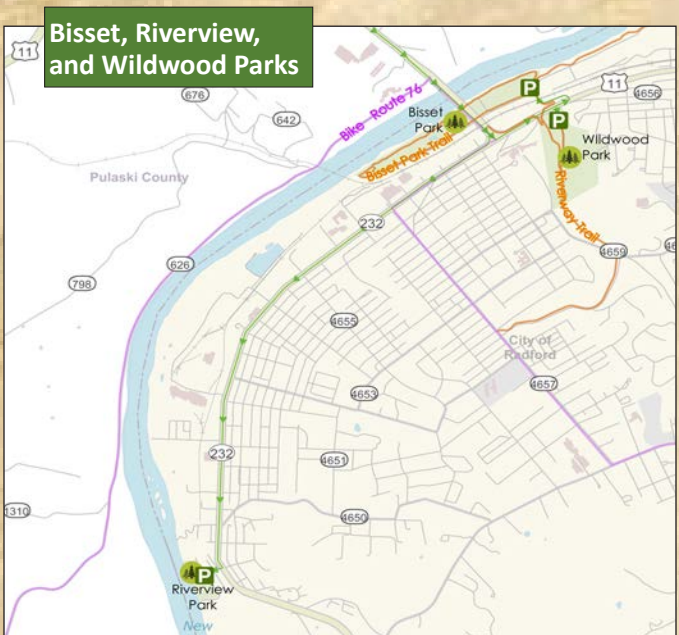 Bisset, Riverview,
and Wildwood Parks
11
676
642
Bike Route 76
Bisset
Park
P
11
4656
P
Wildwood
Park
Bisset Park Trail
Riverway Trail
Pulaski County
232
4659
626
798
4655
City of
Radford
4657
4653
232
4651
1310
4650
P
Riverview
Park
New